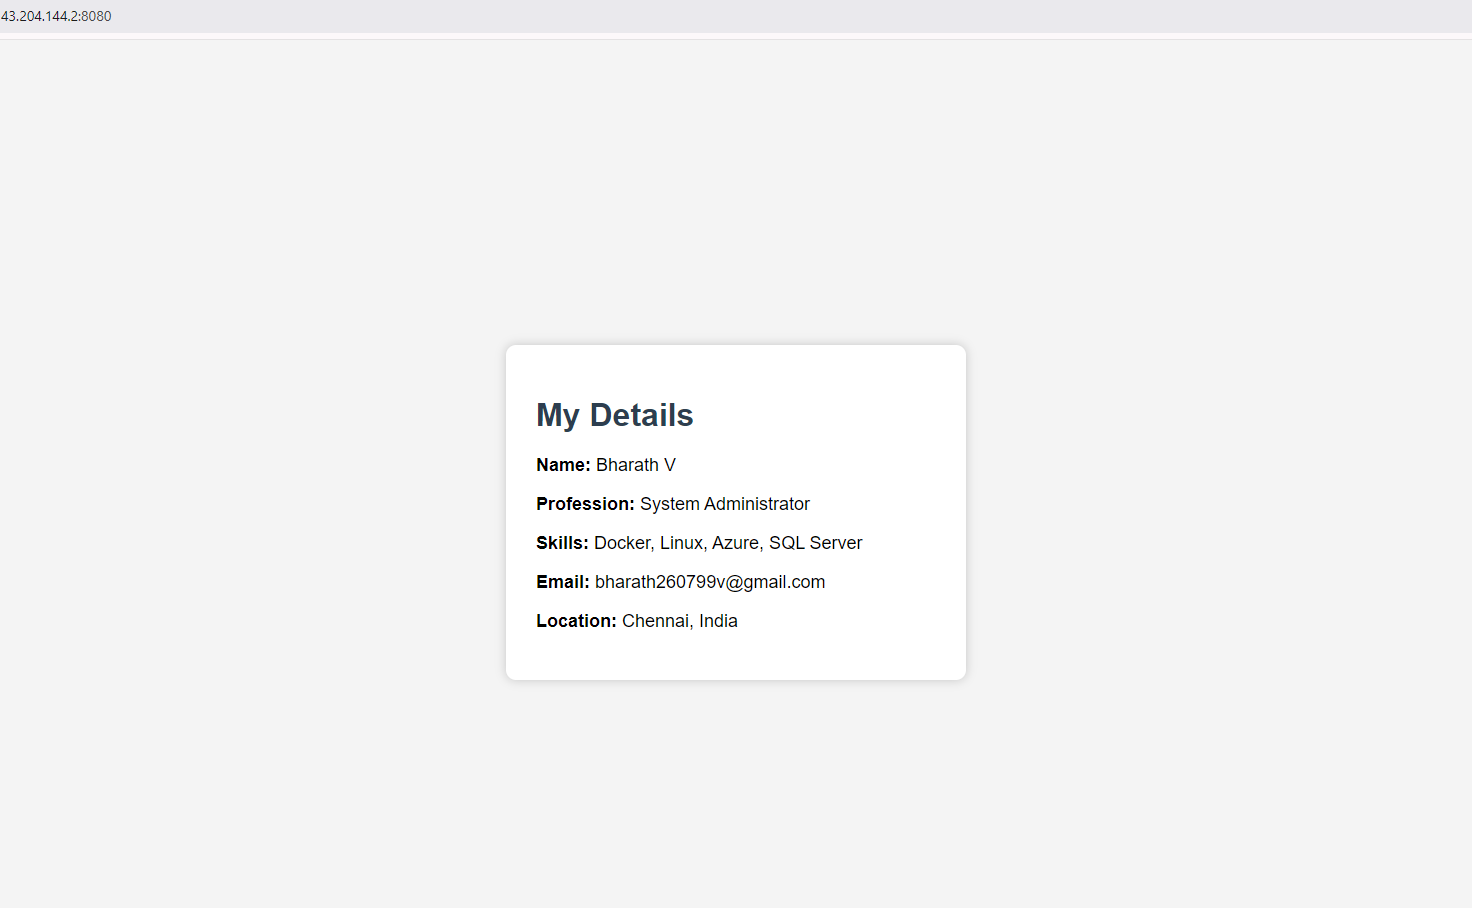 43.204.144.2:8080
My Details
Name: Bharath V
Profession: System Administrator
Skills: Docker, Linux, Azure, SQL Server
Email: bharath260799v@gmail.com
Location: Chennai, India